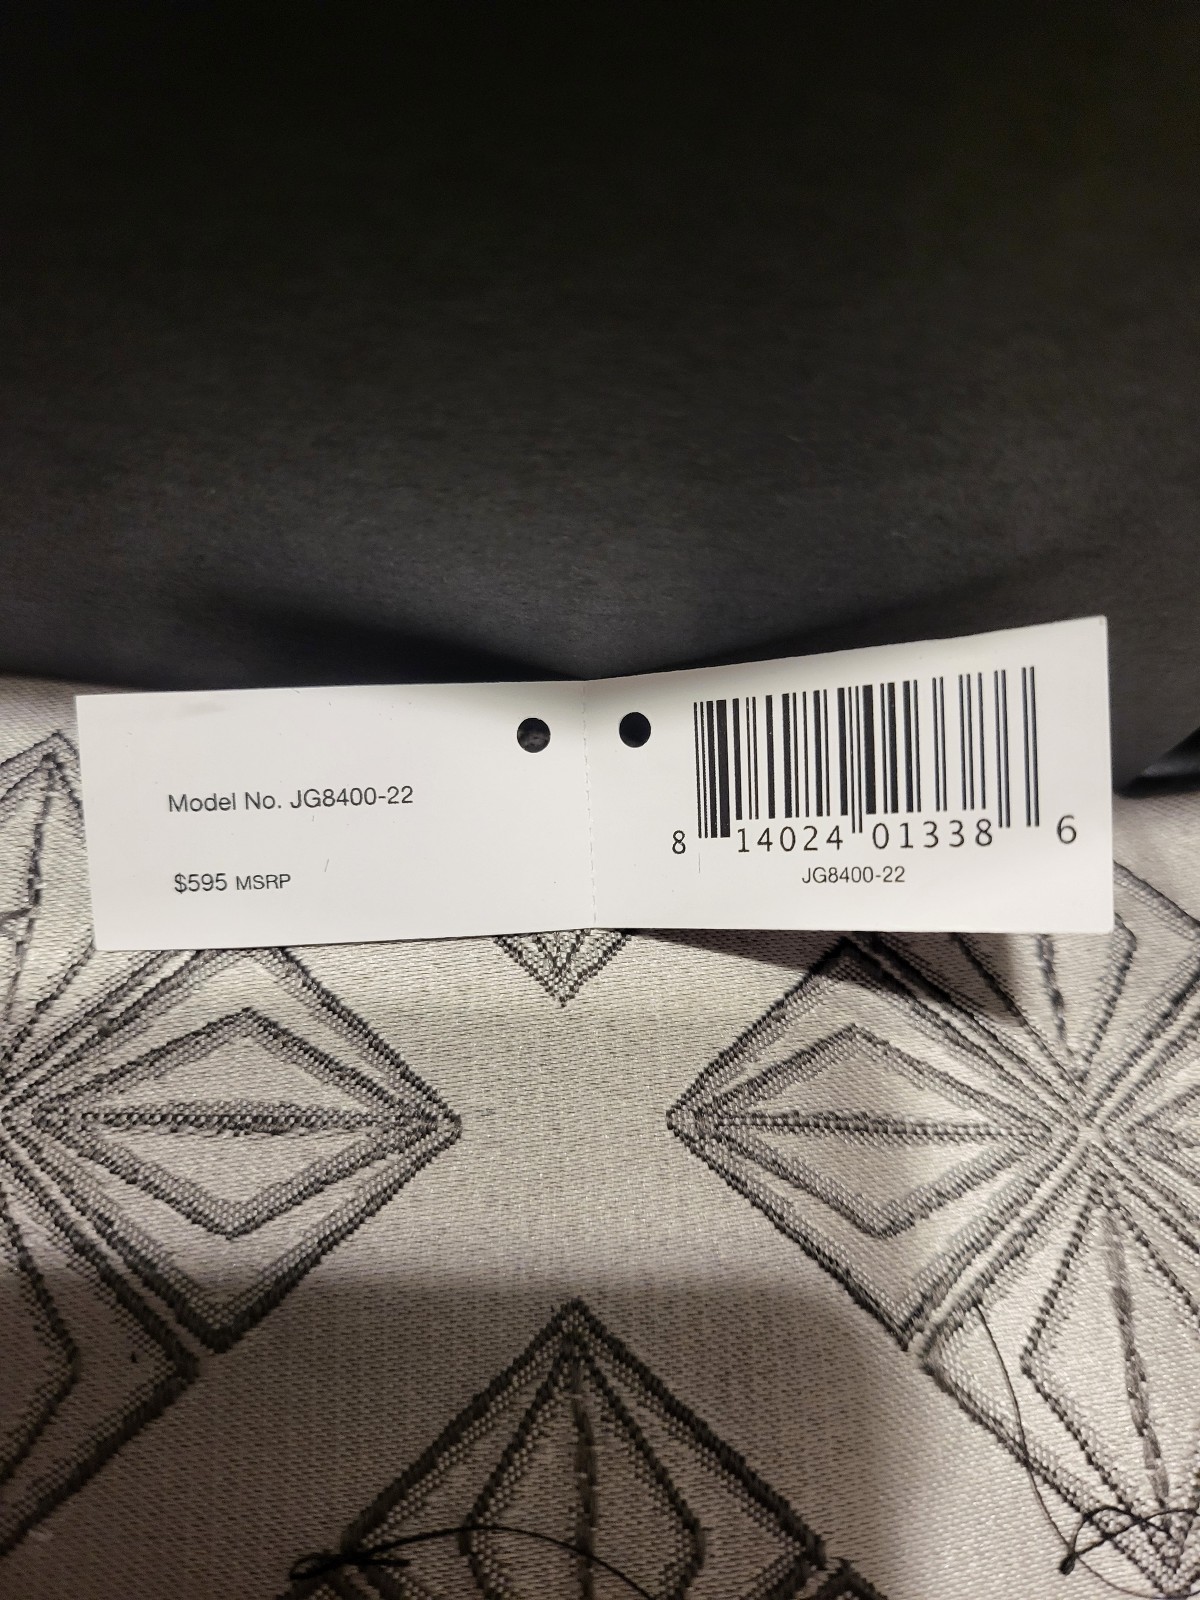 Model No. JG8400-22
$595 MSRP
8 14024 01338 6
JG8400-22